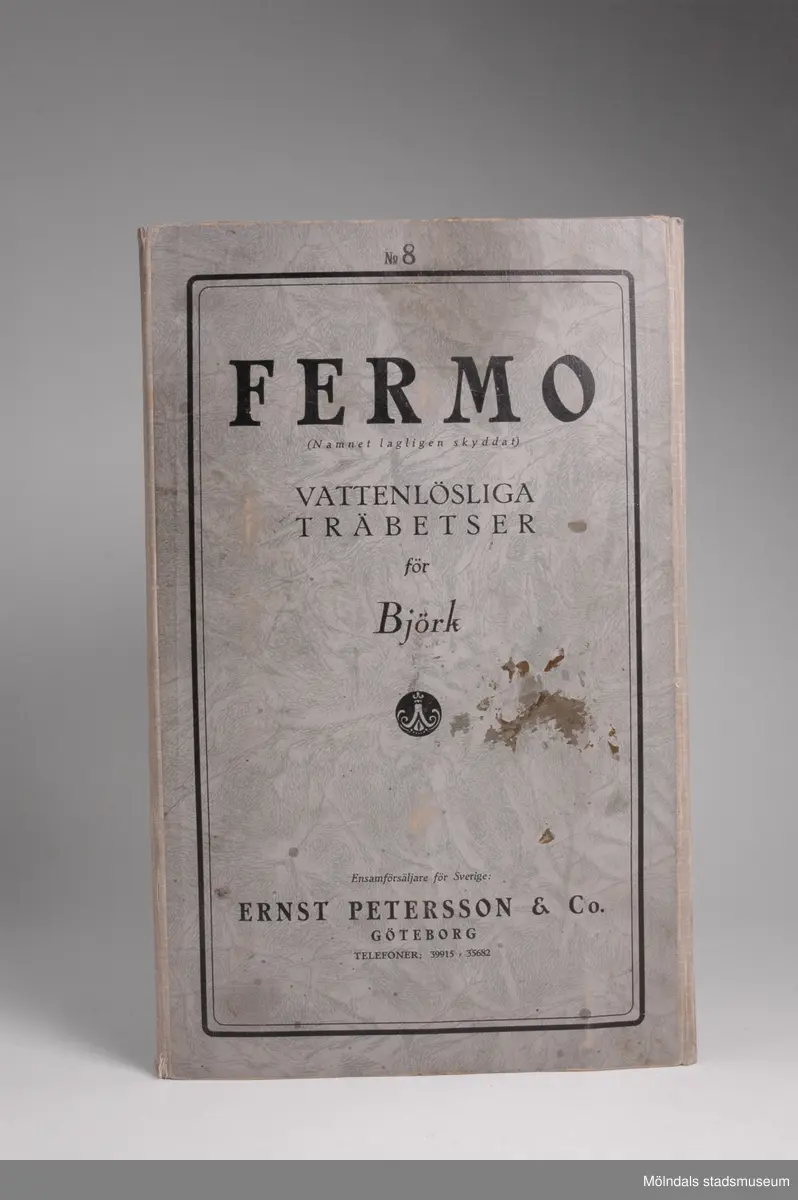 № 8
FERMO
(Namnet lagligen skyddat)
VATTENLÖSLIGA
TRÄBETSER
för
Björk
Ensamförsäljare för Sverige:
ERNST PETERSSON & Co.
GÖTEBORG
TELEFONER: 39915, 35682
Mölndals stadsmuseum